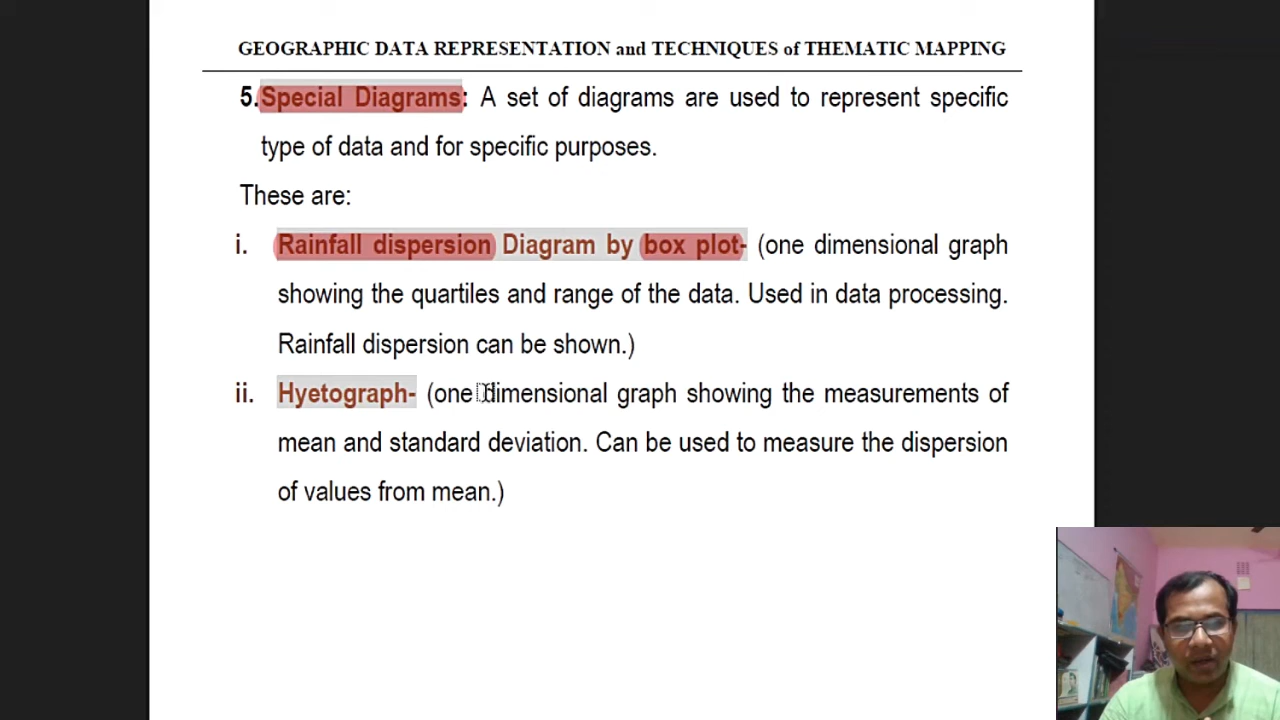 GEOGRAPHIC DATA REPRESENTATION and TECHNIQUES of THEMATIC MAPPING
5.Special Diagrams: A set of diagrams are used to represent specific
type of data and for specific purposes.
These are:
i. Rainfall dispersion Diagram by box plot- (one dimensional graph
showing the quartiles and range of the data. Used in data processing.
Rainfall dispersion can be shown.)
ii. Hyetograph- (one dimensional graph showing the measurements of
mean and standard deviation. Can be used to measure the dispersion
of values from mean.)